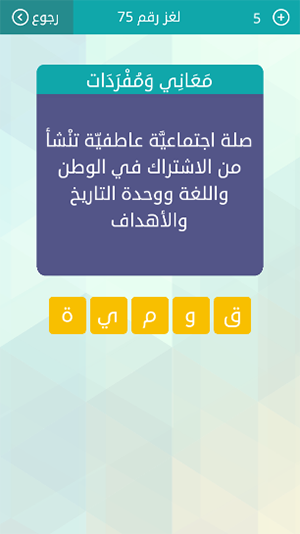 رجوع لغز رقم 75 5
مَعَانِي وَمُفْرَدَات
صلة اجتماعيَّة عاطفيّة تنْشأ
من الاشتراك في الوطن
واللغة ووحدة التاريخ
والأهداف
ق و م ي ة